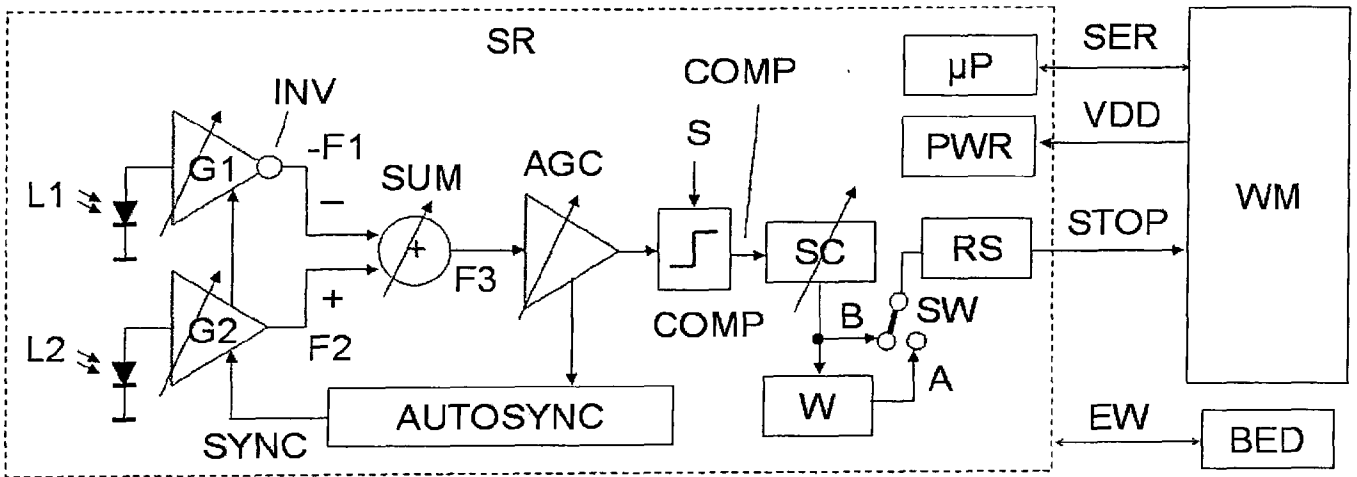 SR
INV
G1
-F1
−
L1
SUM
+
G2
+
F2
L2
F3
AGC
S
COMP
COMP
SC
B
SW
A
W
RS
AUTOSYNC
SYNC
µP
PWR
SER
VDD
STOP
EW
WM
BED